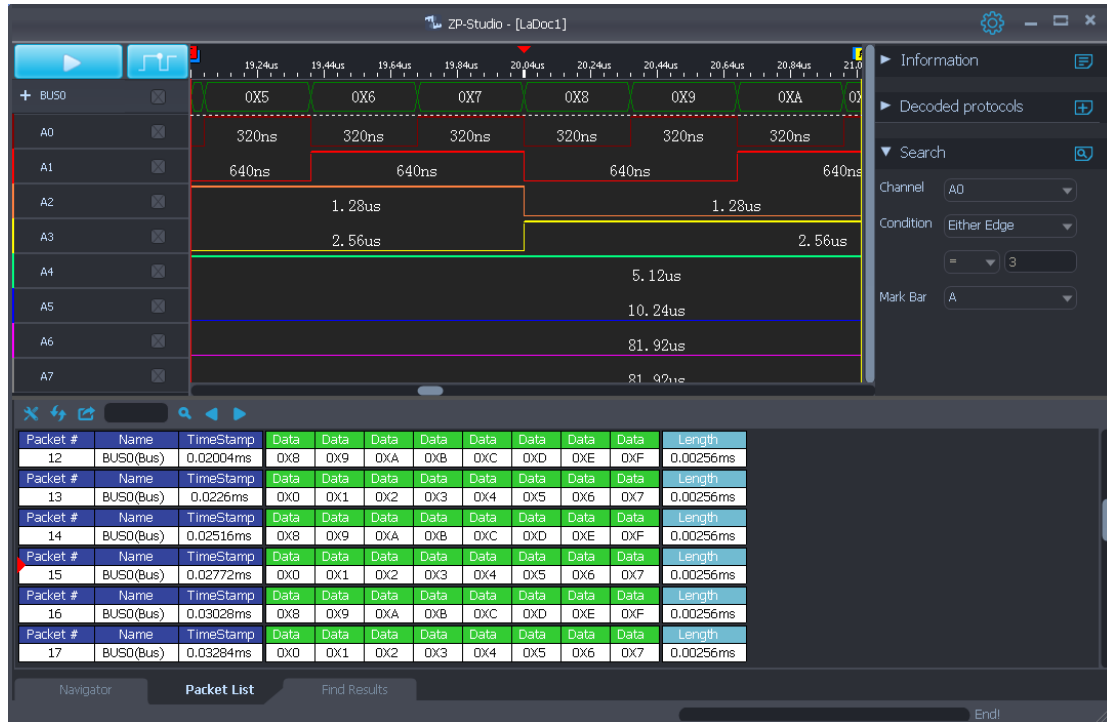 ZP-Studio - [LaDoc1]
19,24us 19,44us 19,64us 19,84us 20,04us 20,24us 20,44us 20,64us 20,84us 21,0
BUS0 0X5 0X6 0X7 0X8 0X9 0XA 0X
A0 320ns 320ns 320ns 320ns 320ns 320ns
A1 640ns 640ns 640ns 640ns
A2 1.28us 1.28us
A3 2.56us 2.56us
A4 5.12us
A5 10.24us
A6 81.92us
A7 81.92us
Information
Decoded protocols
Search
Channel A0
Condition Either Edge
= 3
Mark Bar A
Packet # Name TimeStamp Data Data Data Data Data Data Data Data Length
12 BUS0(Bus) 0.02004ms 0X8 0X9 0XA 0XB 0XC 0XD 0XE 0XF 0.00256ms
Packet # Name TimeStamp Data Data Data Data Data Data Data Data Length
13 BUS0(Bus) 0.0226ms 0X0 0X1 0X2 0X3 0X4 0X5 0X6 0X7 0.00256ms
Packet # Name TimeStamp Data Data Data Data Data Data Data Data Length
14 BUS0(Bus) 0.02516ms 0X8 0X9 0XA 0XB 0XC 0XD 0XE 0XF 0.00256ms
Packet # Name TimeStamp Data Data Data Data Data Data Data Data Length
15 BUS0(Bus) 0.02772ms 0X0 0X1 0X2 0X3 0X4 0X5 0X6 0X7 0.00256ms
Packet # Name TimeStamp Data Data Data Data Data Data Data Data Length
16 BUS0(Bus) 0.03028ms 0X8 0X9 0XA 0XB 0XC 0XD 0XE 0XF 0.00256ms
Packet # Name TimeStamp Data Data Data Data Data Data Data Data Length
17 BUS0(Bus) 0.03284ms 0X0 0X1 0X2 0X3 0X4 0X5 0X6 0X7 0.00256ms
Navigator Packet List Find Results
End!